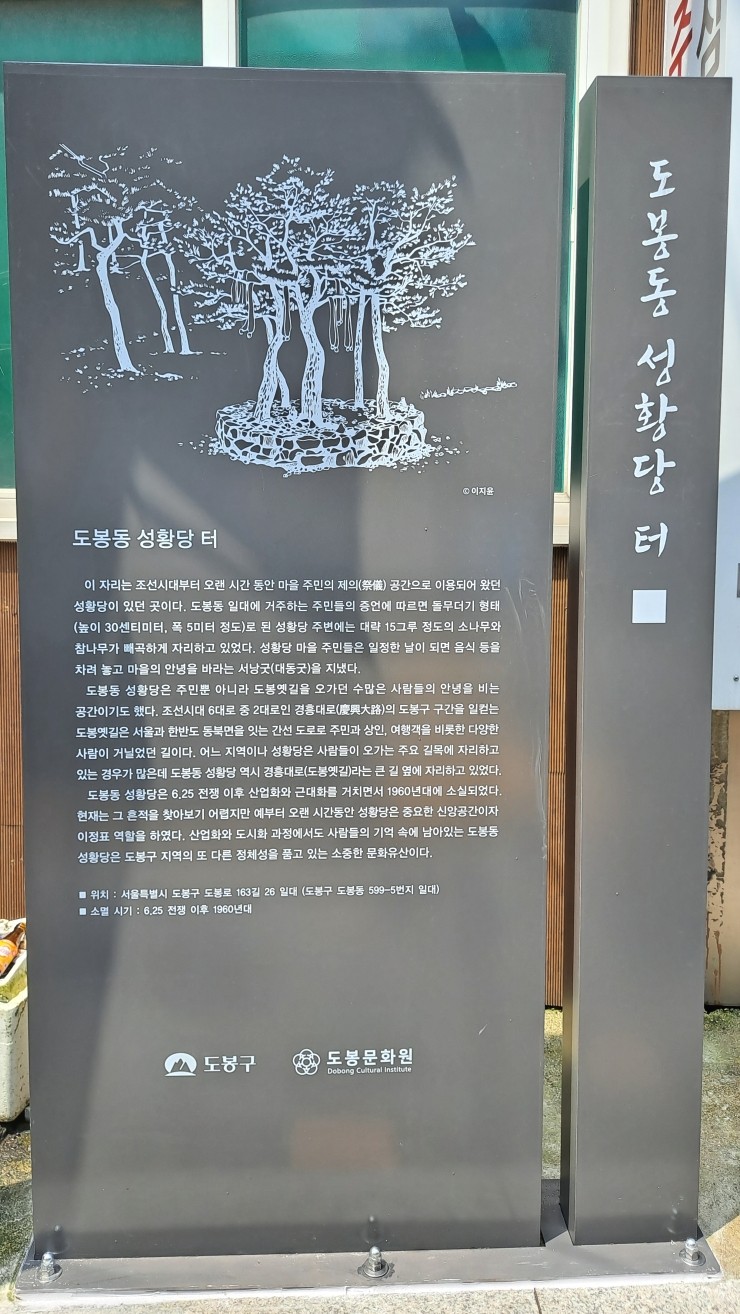 © 이지윤
도봉동 성황당 터
이 자리는 조선시대부터 오랜 시간 동안 마을 주민의 제의(祭儀) 공간으로 이용되어 왔던
성황당이 있던 곳이다. 도봉동 일대에 거주하는 주민들의 증언에 따르면 돌무더기 형태
(높이 30센티미터, 폭 5미터 정도)로 된 성황당 주변에는 대략 15그루 정도의 소나무와
참나무가 빼곡하게 자리하고 있었다. 성황당 마을 주민들은 일정한 날이 되면 음식 등을
차려 놓고 마을의 안녕을 바라는 서낭굿(대동굿)을 지냈다.
도봉동 성황당은 주민뿐 아니라 도봉옛길을 오가던 수많은 사람들의 안녕을 비는
공간이기도 했다. 조선시대 6대로 중 2대로인 경흥대로(慶興大路)의 도봉구 구간을 일컫는
도봉옛길은 서울과 한반도 동북면을 잇는 간선 도로로 주민과 상인, 여행객을 비롯한 다양한
사람이 거닐었던 길이다. 어느 지역이나 성황당은 사람들이 오가는 주요 길목에 자리하고
있는 경우가 많은데 도봉동 성황당 역시 경흥대로(도봉옛길)라는 큰 길 옆에 자리하고 있었다.
도봉동 성황당은 6.25 전쟁 이후 산업화와 근대화를 거치면서 1960년대에 소실되었다.
현재는 그 흔적을 찾아보기 어렵지만 예부터 오랜 시간동안 성황당은 중요한 신앙공간이자
이정표 역할을 하였다. 산업화와 도시화 과정에서도 사람들의 기억 속에 남아있는 도봉동
성황당은 도봉구 지역의 또 다른 정체성을 품고 있는 소중한 문화유산이다.
■ 위치 : 서울특별시 도봉구 도봉로 163길 26 일대 (도봉구 도봉동 599-5번지 일대)
■ 소멸 시기 : 6.25 전쟁 이후 1960년대
도봉구
도봉문화원
Dobong Cultural Institute
도봉동 성황당 터